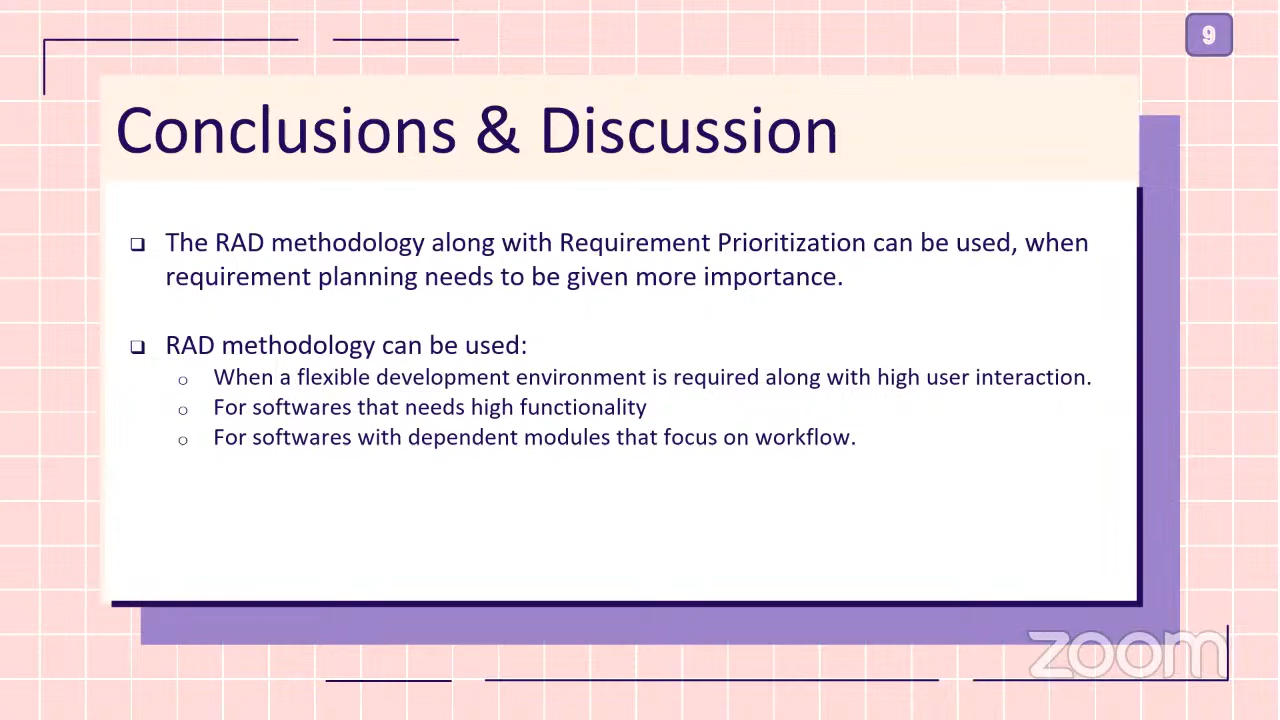 9
Conclusions & Discussion
❑ The RAD methodology along with Requirement Prioritization can be used, when
requirement planning needs to be given more importance.
❑ RAD methodology can be used:
○ When a flexible development environment is required along with high user interaction.
○ For softwares that needs high functionality
○ For softwares with dependent modules that focus on workflow.
zoom